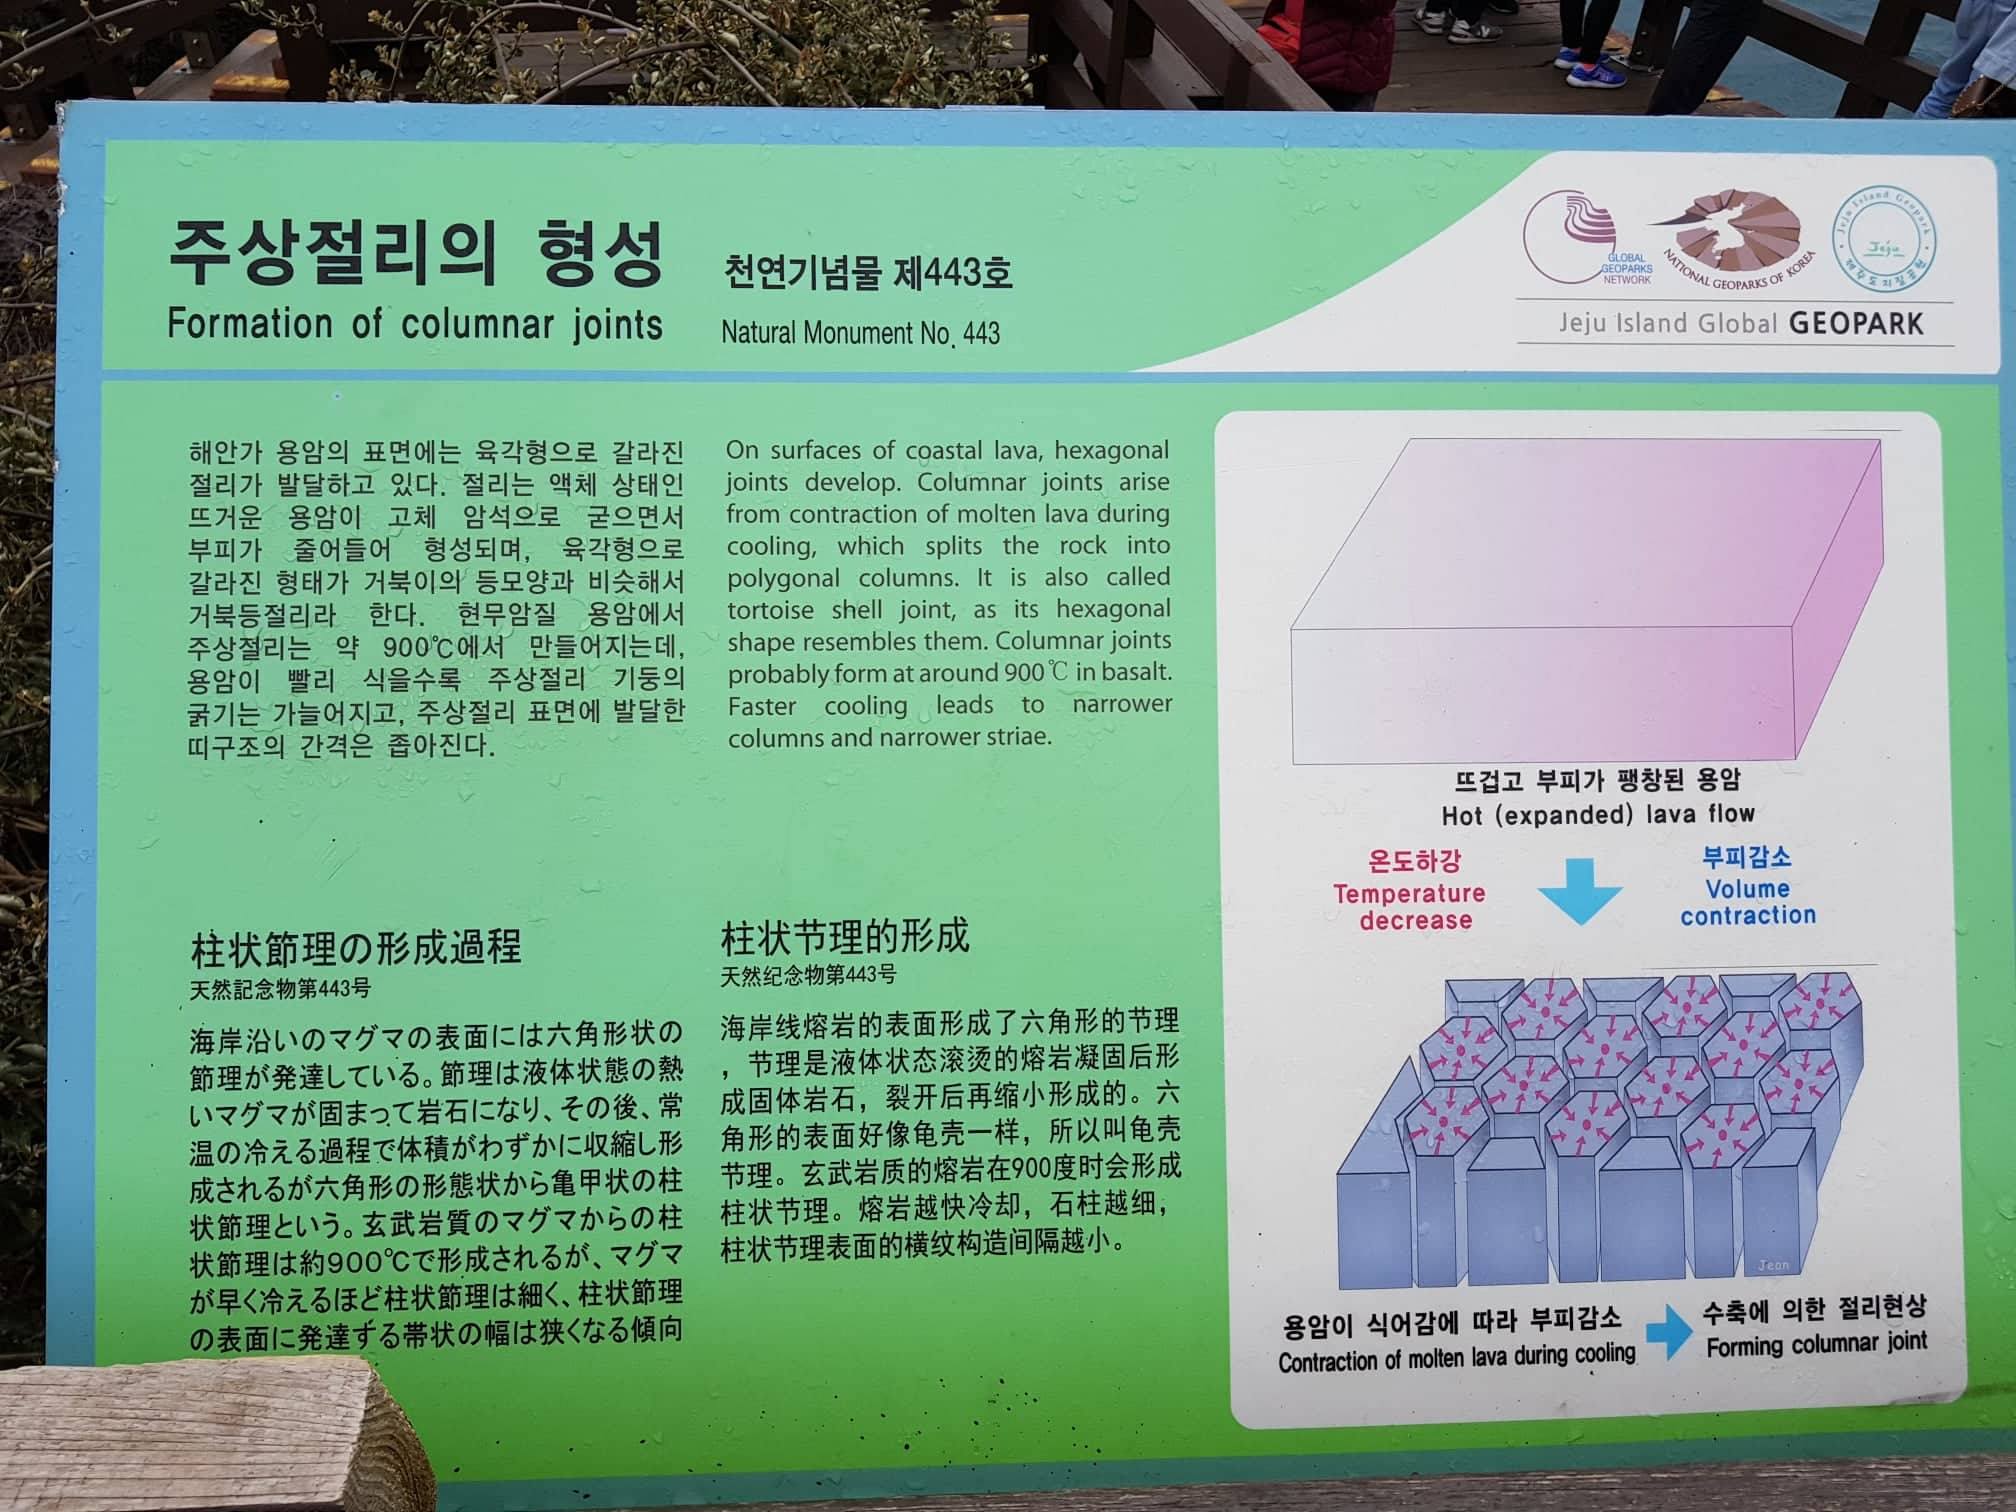 주상절리의 형성
Formation of columnar joints
천연기념물 제443호
Natural Monument No. 443
GLOBAL
GEOPARKS
NETWORK
NATIONAL GEOPARKS OF KOREA
Jeju Island Geopark
Jeju
제주도지질공원
Jeju Island Global GEOPARK
해안가 용암의 표면에는 육각형으로 갈라진
절리가 발달하고 있다. 절리는 액체 상태인
뜨거운 용암이 고체 암석으로 굳으면서
부피가 줄어들어 형성되며, 육각형으로
갈라진 형태가 거북이의 등모양과 비슷해서
거북등절리라 한다. 현무암질 용암에서
주상절리는 약 900℃에서 만들어지는데,
용암이 빨리 식을수록 주상절리 기둥의
굵기는 가늘어지고, 주상절리 표면에 발달한
띠구조의 간격은 좁아진다.
On surfaces of coastal lava, hexagonal
joints develop. Columnar joints arise
from contraction of molten lava during
cooling, which splits the rock into
polygonal columns. It is also called
tortoise shell joint, as its hexagonal
shape resembles them. Columnar joints
probably form at around 900℃ in basalt.
Faster cooling leads to narrower
columns and narrower striae.
柱状節理の形成過程
天然記念物第443号
海岸沿いのマグマの表面には六角形状の
節理が発達している。節理は液体状態の熱
いマグマが固まって岩石になり、その後、常
温の冷える過程で体積がわずかに収縮し形
成されるが六角形の形態状から亀甲状の柱
状節理という。玄武岩質のマグマからの柱
状節理は約900℃で形成されるが、マグマ
が早く冷えるほど柱状節理は細く、柱状節理
の表面に発達ずる帯状の幅は狭くなる傾向
柱状节理的形成
天然纪念物第443号
海岸线熔岩的表面形成了六角形的节理
，节理是液体状态滚烫的熔岩凝固后形
成固体岩石，裂开后再缩小形成的。六
角形的表面好像龟壳一样，所以叫龟壳
节理。玄武岩质的熔岩在900度时会形成
柱状节理。熔岩越快冷却，石柱越细，
柱状节理表面的横纹构造间隔越小。
뜨겁고 부피가 팽창된 용암
Hot (expanded) lava flow
온도하강
Temperature
decrease
부피감소
Volume
contraction
Jeon
용암이 식어감에 따라 부피감소
Contraction of molten lava during cooling
수축에 의한 절리현상
Forming columnar joint